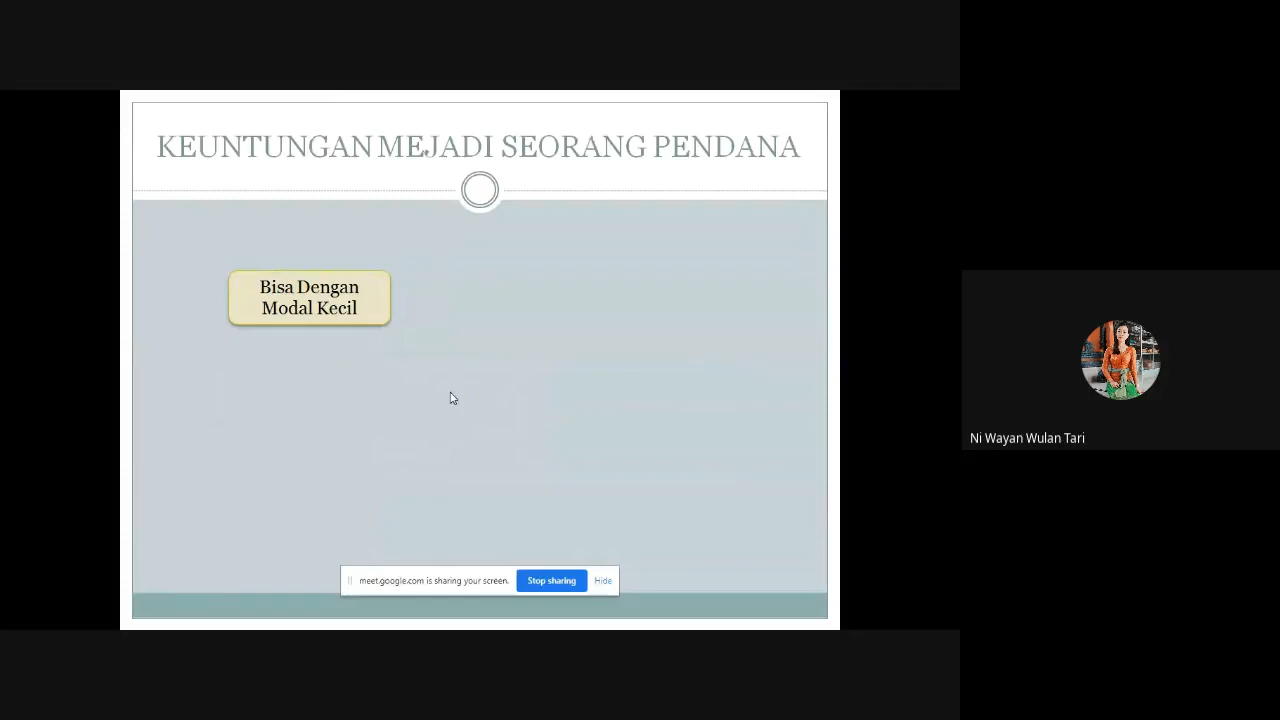 KEUNTUNGAN MEJADI SEORANG PENDANA
Bisa Dengan
Modal Kecil
meet.google.com is sharing your screen.
Stop sharing
Hide
Ni Wayan Wulan Tari